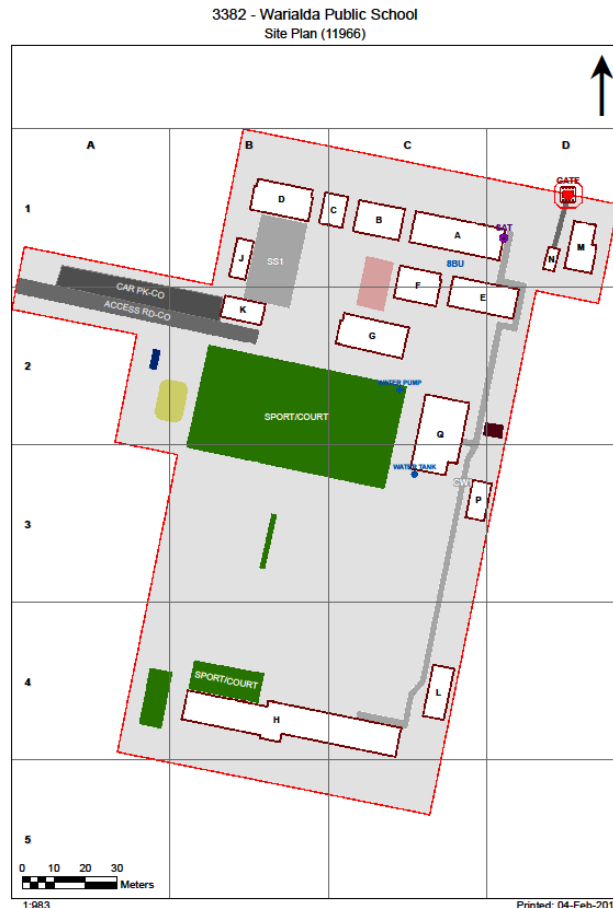 3382 - Warialda Public School
Site Plan (11966)
A
B
C
D
GATE
1
D
C
B
A
SAT
M
N
J
SS1
8BU
F
E
CAR PK-CO
ACCESS RD-CO
K
G
2
WATER PUMP
SPORT/COURT
Q
WATER TANK
CWI
P
3
4
SPORT/COURT
L
H
5
0 10 20 30
Meters
1:983
Printed: 04-Feb-201